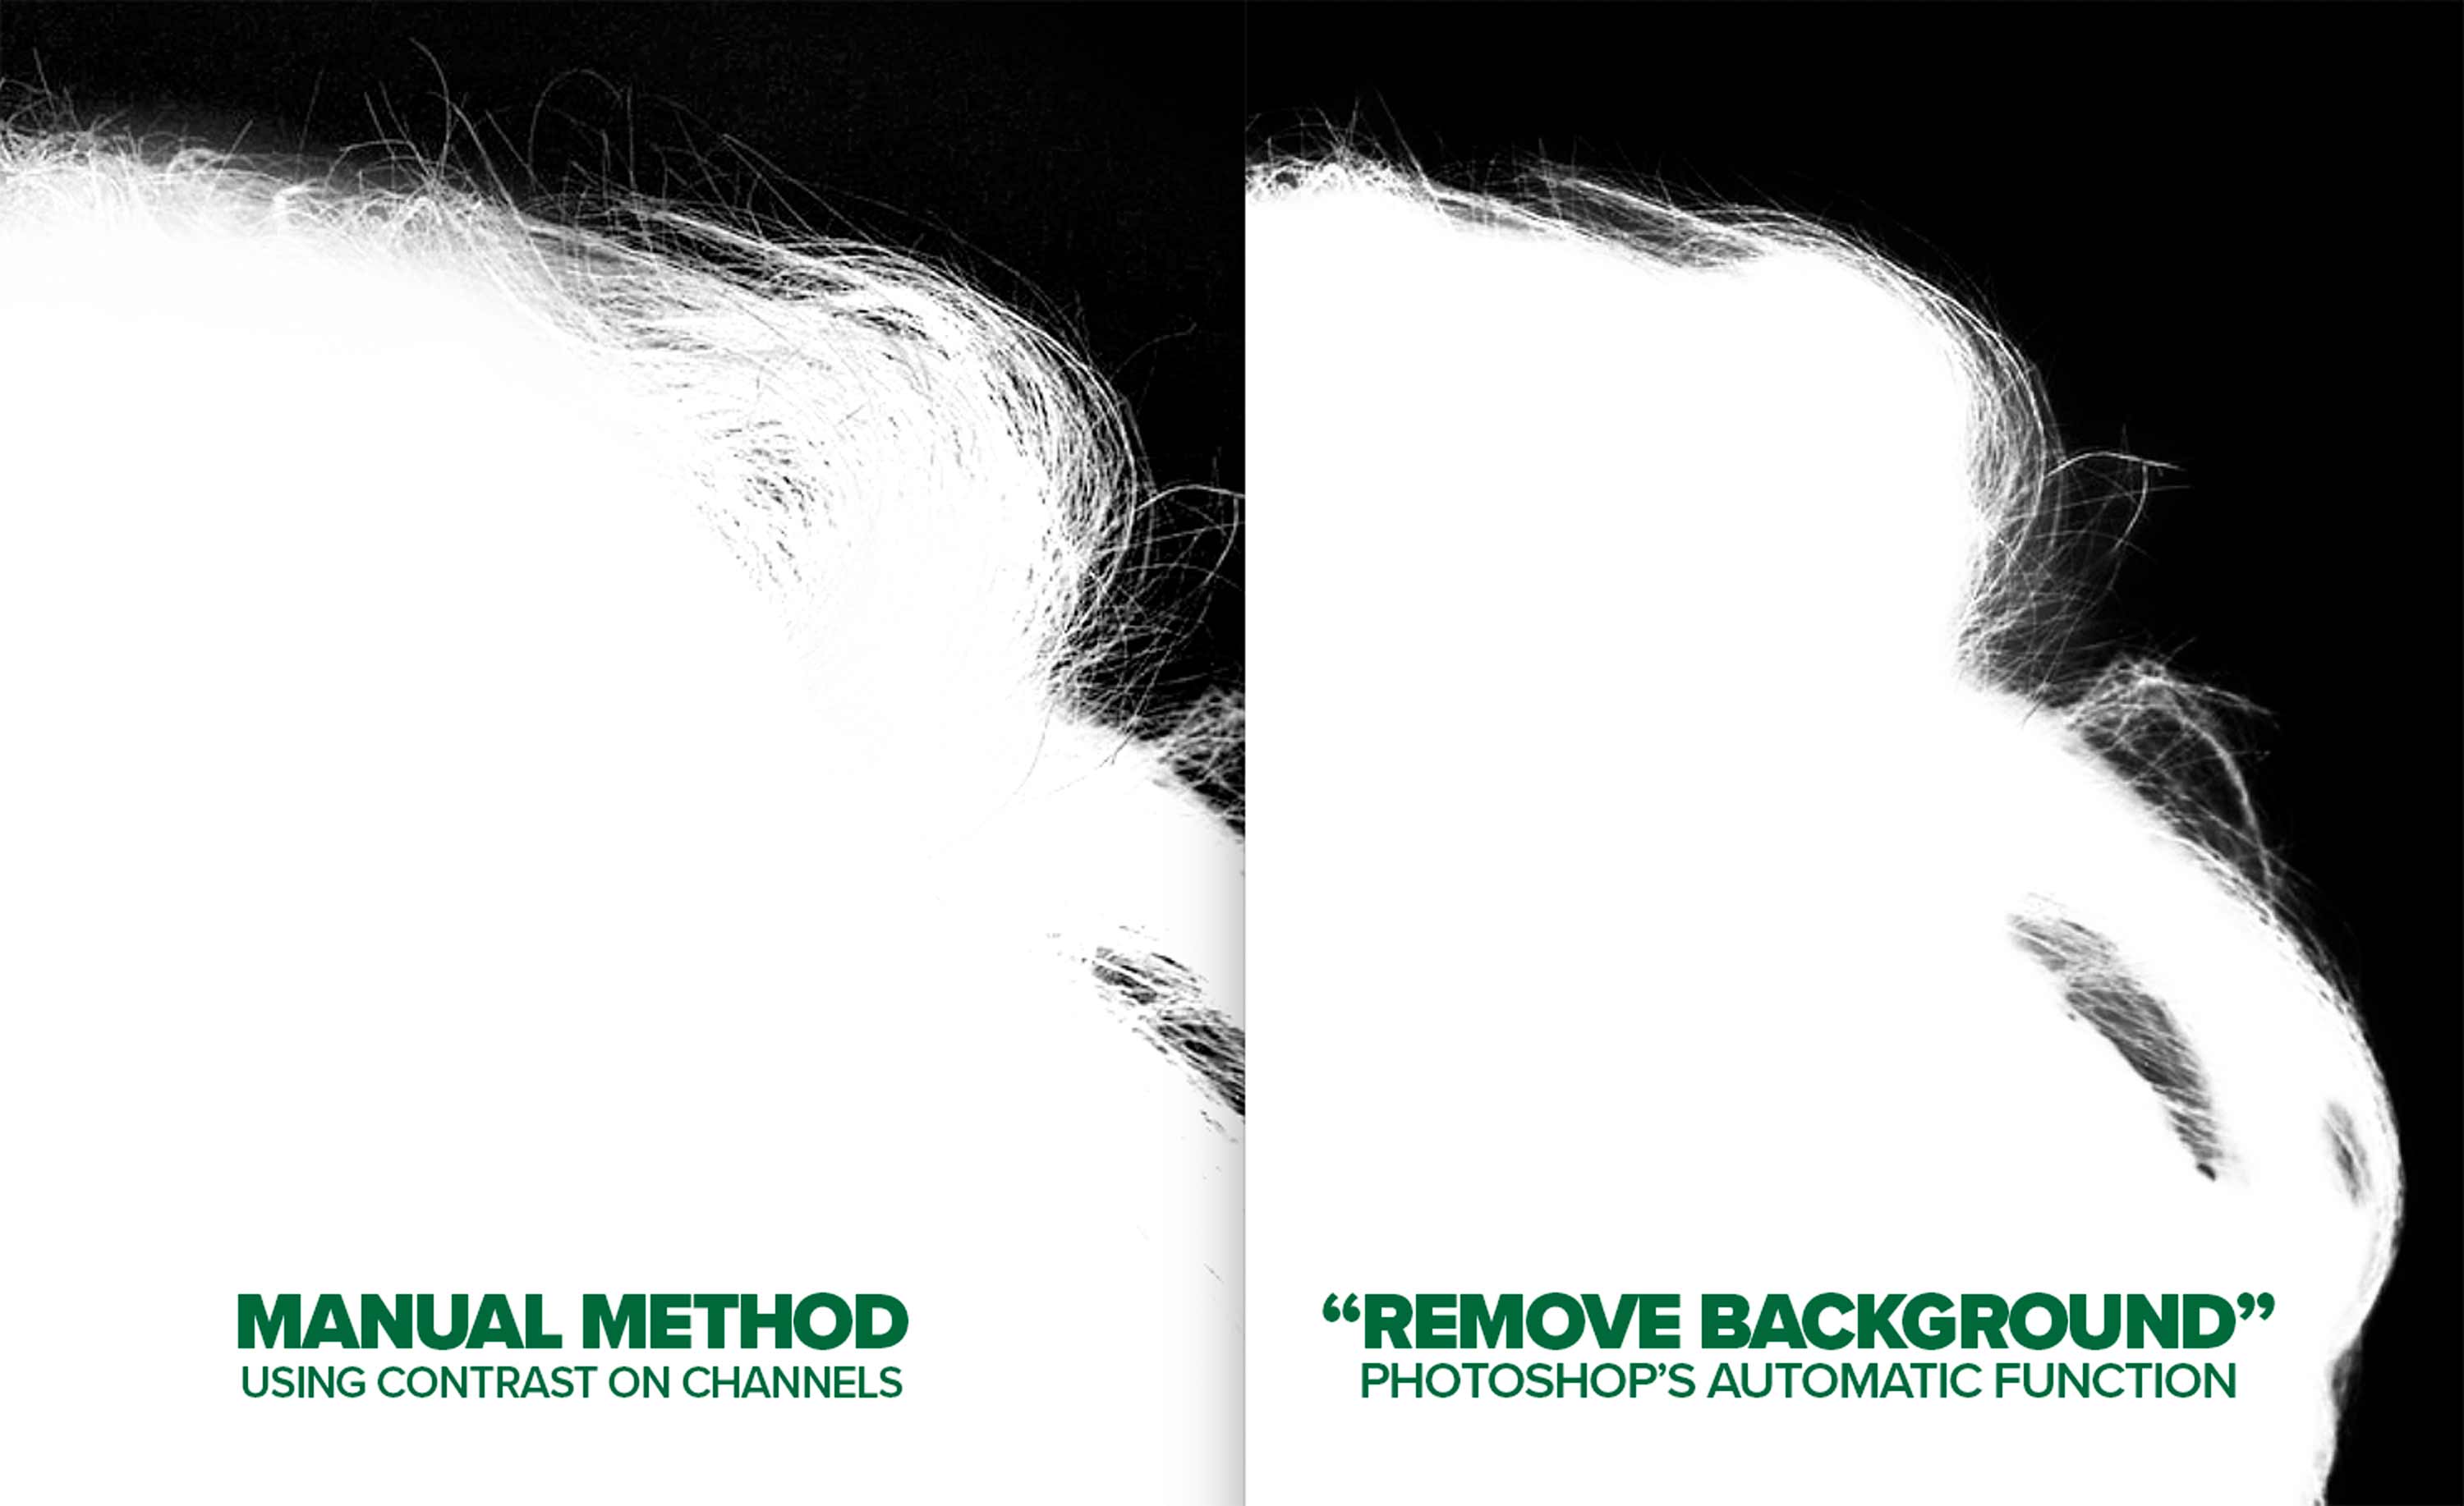 MANUAL METHOD
USING CONTRAST ON CHANNELS
“REMOVE BACKGROUND”
PHOTOSHOP’S AUTOMATIC FUNCTION